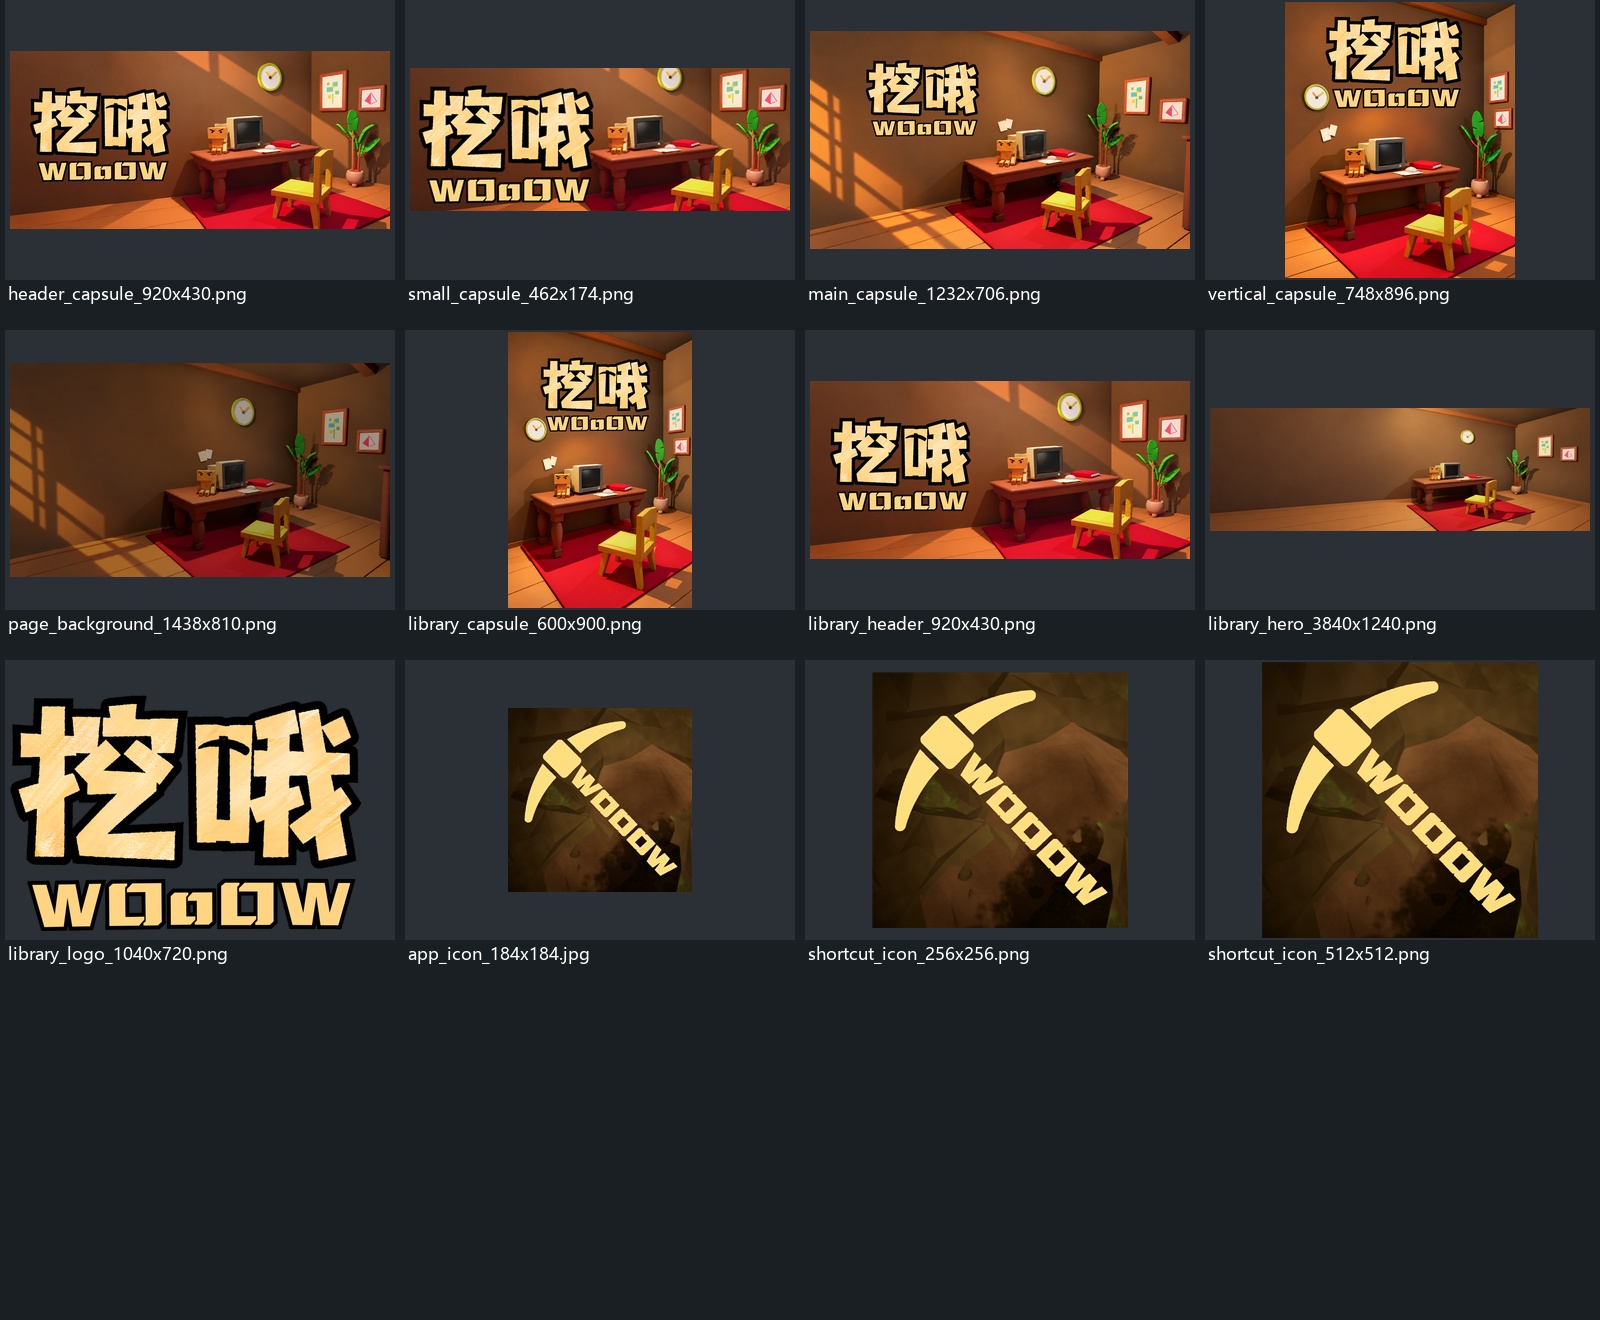 挖哦
WOoOW
挖哦
WOoOW
挖哦
WOoOW
挖哦
WOoOW
header_capsule_920x430.png
small_capsule_462x174.png
main_capsule_1232x706.png
vertical_capsule_748x896.png
挖哦
WOoOW
挖哦
WOoOW
page_background_1438x810.png
library_capsule_600x900.png
library_header_920x430.png
library_hero_3840x1240.png
挖哦
WOoOW
WOOOW
WOOOW
WOOOW
library_logo_1040x720.png
app_icon_184x184.jpg
shortcut_icon_256x256.png
shortcut_icon_512x512.png